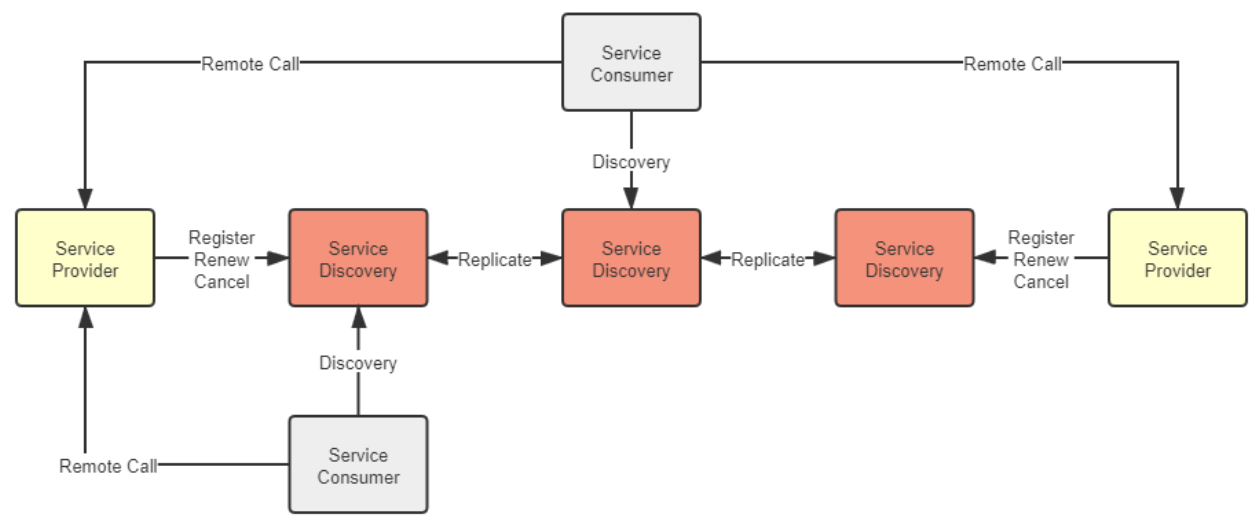 Service
Consumer
Remote Call
Remote Call
Discovery
Service
Provider
Register
Renew
Cancel
Service
Discovery
Replicate
Service
Discovery
Replicate
Service
Discovery
Register
Renew
Cancel
Service
Provider
Discovery
Service
Consumer
Remote Call